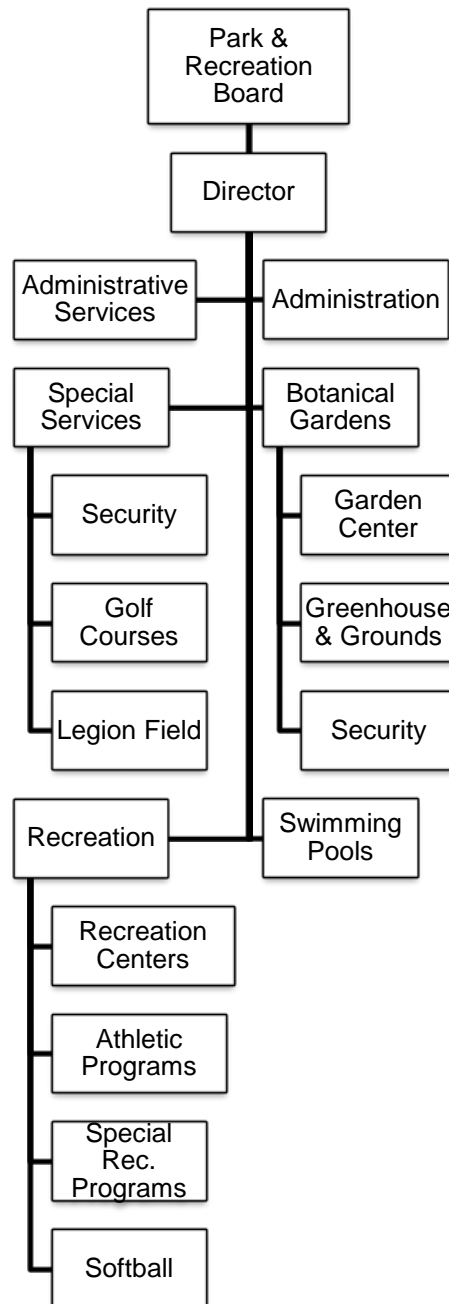 Park &
Recreation
Board
Director
Administrative
Services
Administration
Special
Services
Botanical
Gardens
Security
Golf
Courses
Legion Field
Garden
Center
Greenhouse
& Grounds
Security
Recreation
Swimming
Pools
Recreation
Centers
Athletic
Programs
Special
Rec.
Programs
Softball